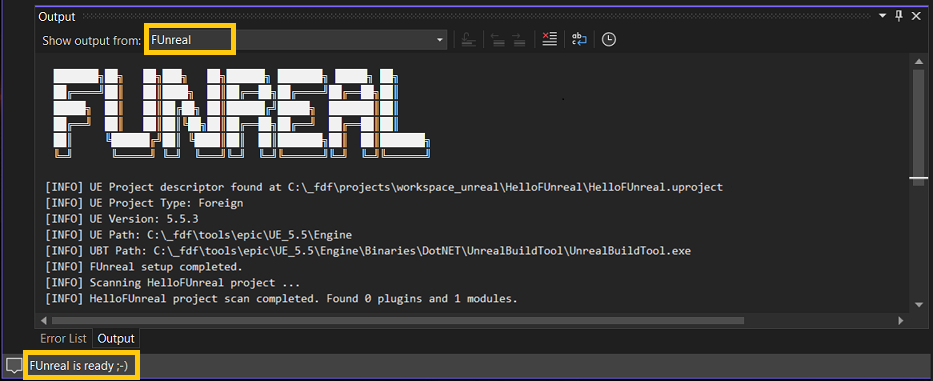 Output
Show output from: FUnreal
FUNREAL
[INFO] UE Project descriptor found at C:\_fdf\projects\workspace_unreal\HelloFUnreal\HelloFUnreal.uproject
[INFO] UE Project Type: Foreign
[INFO] UE Version: 5.5.3
[INFO] UE Path: C:\_fdf\tools\epic\UE_5.5\Engine
[INFO] UBT Path: C:\_fdf\tools\epic\UE_5.5\Engine\Binaries\DotNET\UnrealBuildTool\UnrealBuildTool.exe
[INFO] FUnreal setup completed.
[INFO] Scanning HelloFUnreal project ...
[INFO] HelloFUnreal project scan completed. Found 0 plugins and 1 modules.
Error List Output
FUnreal is ready ;-)